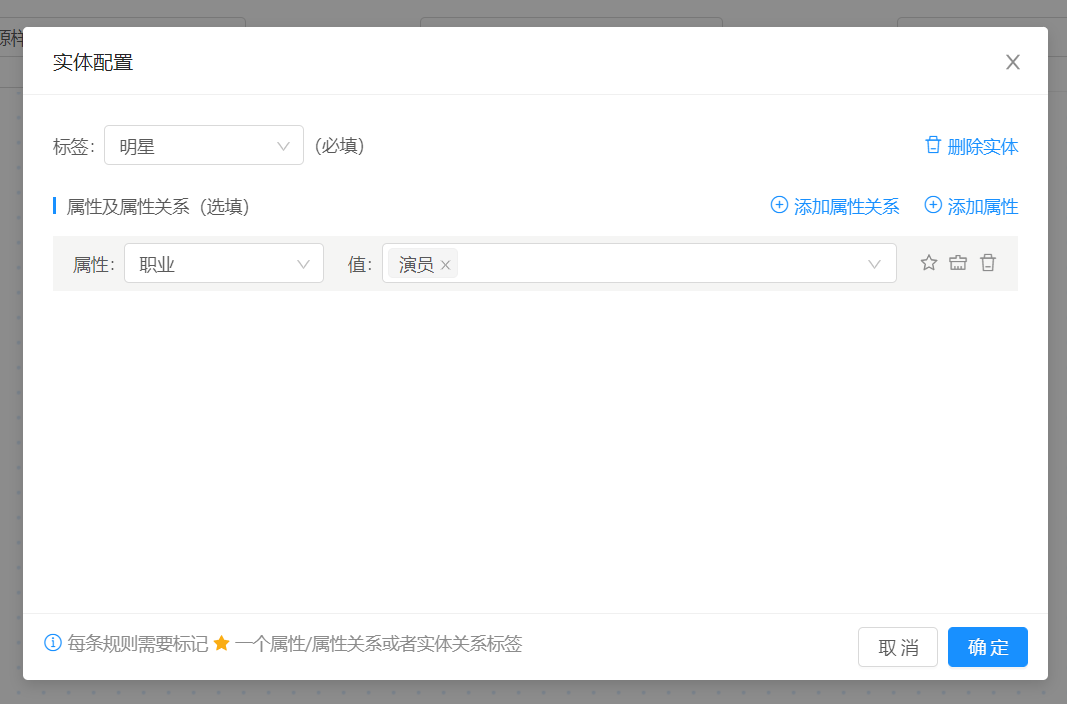 原样
实体配置
标签: 明星 (必填) 删除实体
属性及属性关系（选填） 添加属性关系 添加属性
属性: 职业 值: 演员
每条规则需要标记 一个属性/属性关系或者实体关系标签
取 消 确 定